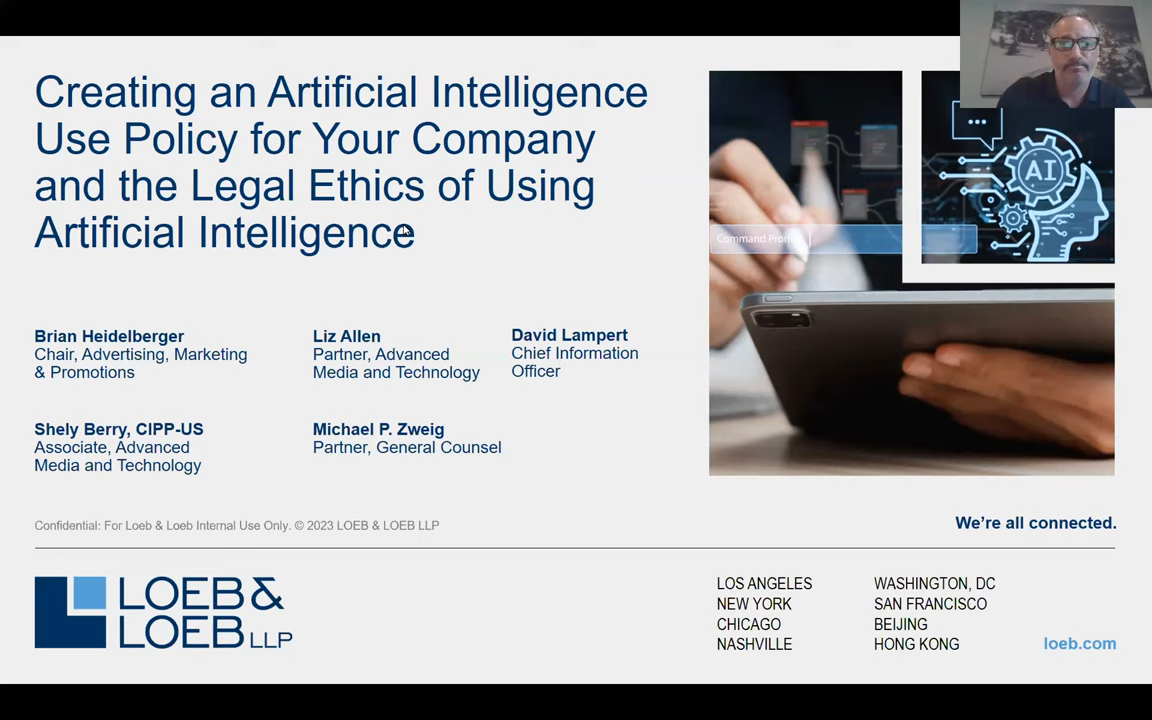 Creating an Artificial Intelligence
Use Policy for Your Company
and the Legal Ethics of Using
Artificial Intelligence
Brian Heidelberger
Chair, Advertising, Marketing
& Promotions
Liz Allen
Partner, Advanced
Media and Technology
David Lampert
Chief Information
Officer
Shely Berry, CIPP-US
Associate, Advanced
Media and Technology
Michael P. Zweig
Partner, General Counsel
AI
Command
Confidential: For Loeb & Loeb Internal Use Only. © 2023 LOEB & LOEB LLP
We're all connected.
LOEB &
LOEB LLP
LOS ANGELES
NEW YORK
CHICAGO
NASHVILLE
WASHINGTON, DC
SAN FRANCISCO
BEIJING
HONG KONG
loeb.com